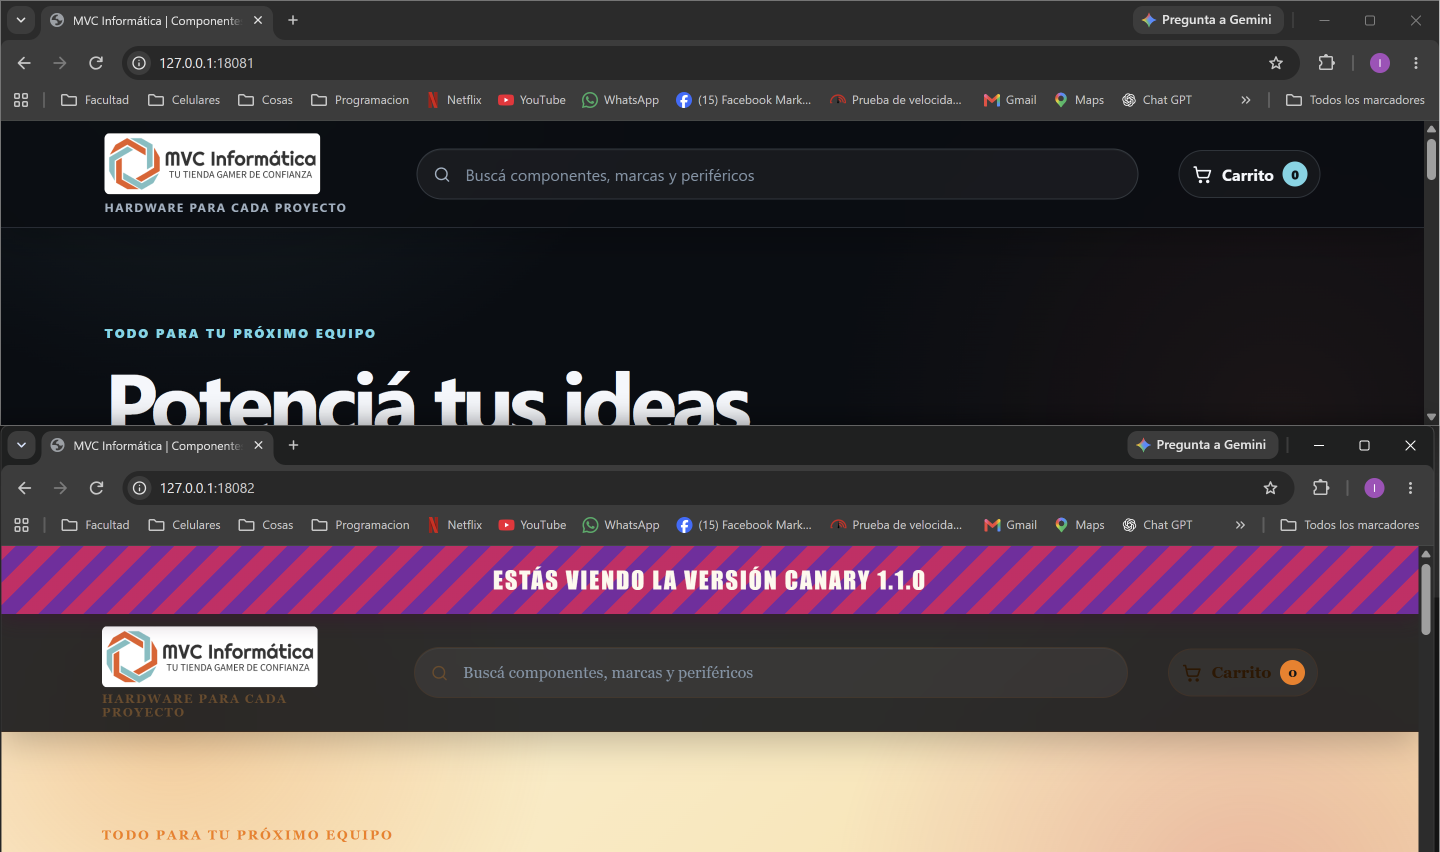 MVC Informática | Componente
Pregunta a Gemini
127.0.0.1:18081
I
Facultad
Celulares
Cosas
Programacion
Netflix
YouTube
WhatsApp
(15) Facebook Mark...
Prueba de velocida...
Gmail
Maps
Chat GPT
Todos los marcadores
MVC Informática
TU TIENDA GAMER DE CONFIANZA
HARDWARE PARA CADA PROYECTO
Buscá componentes, marcas y periféricos
Carrito 0
TODO PARA TU PRÓXIMO EQUIPO
Potenciá tus ideas
MVC Informática | Componente
Pregunta a Gemini
127.0.0.1:18082
I
Facultad
Celulares
Cosas
Programacion
Netflix
YouTube
WhatsApp
(15) Facebook Mark...
Prueba de velocida...
Gmail
Maps
Chat GPT
Todos los marcadores
ESTÁS VIENDO LA VERSIÓN CANARY 1.1.0
MVC Informática
TU TIENDA GAMER DE CONFIANZA
HARDWARE PARA CADA
PROYECTO
Buscá componentes, marcas y periféricos
Carrito 0
TODO PARA TU PRÓXIMO EQUIPO